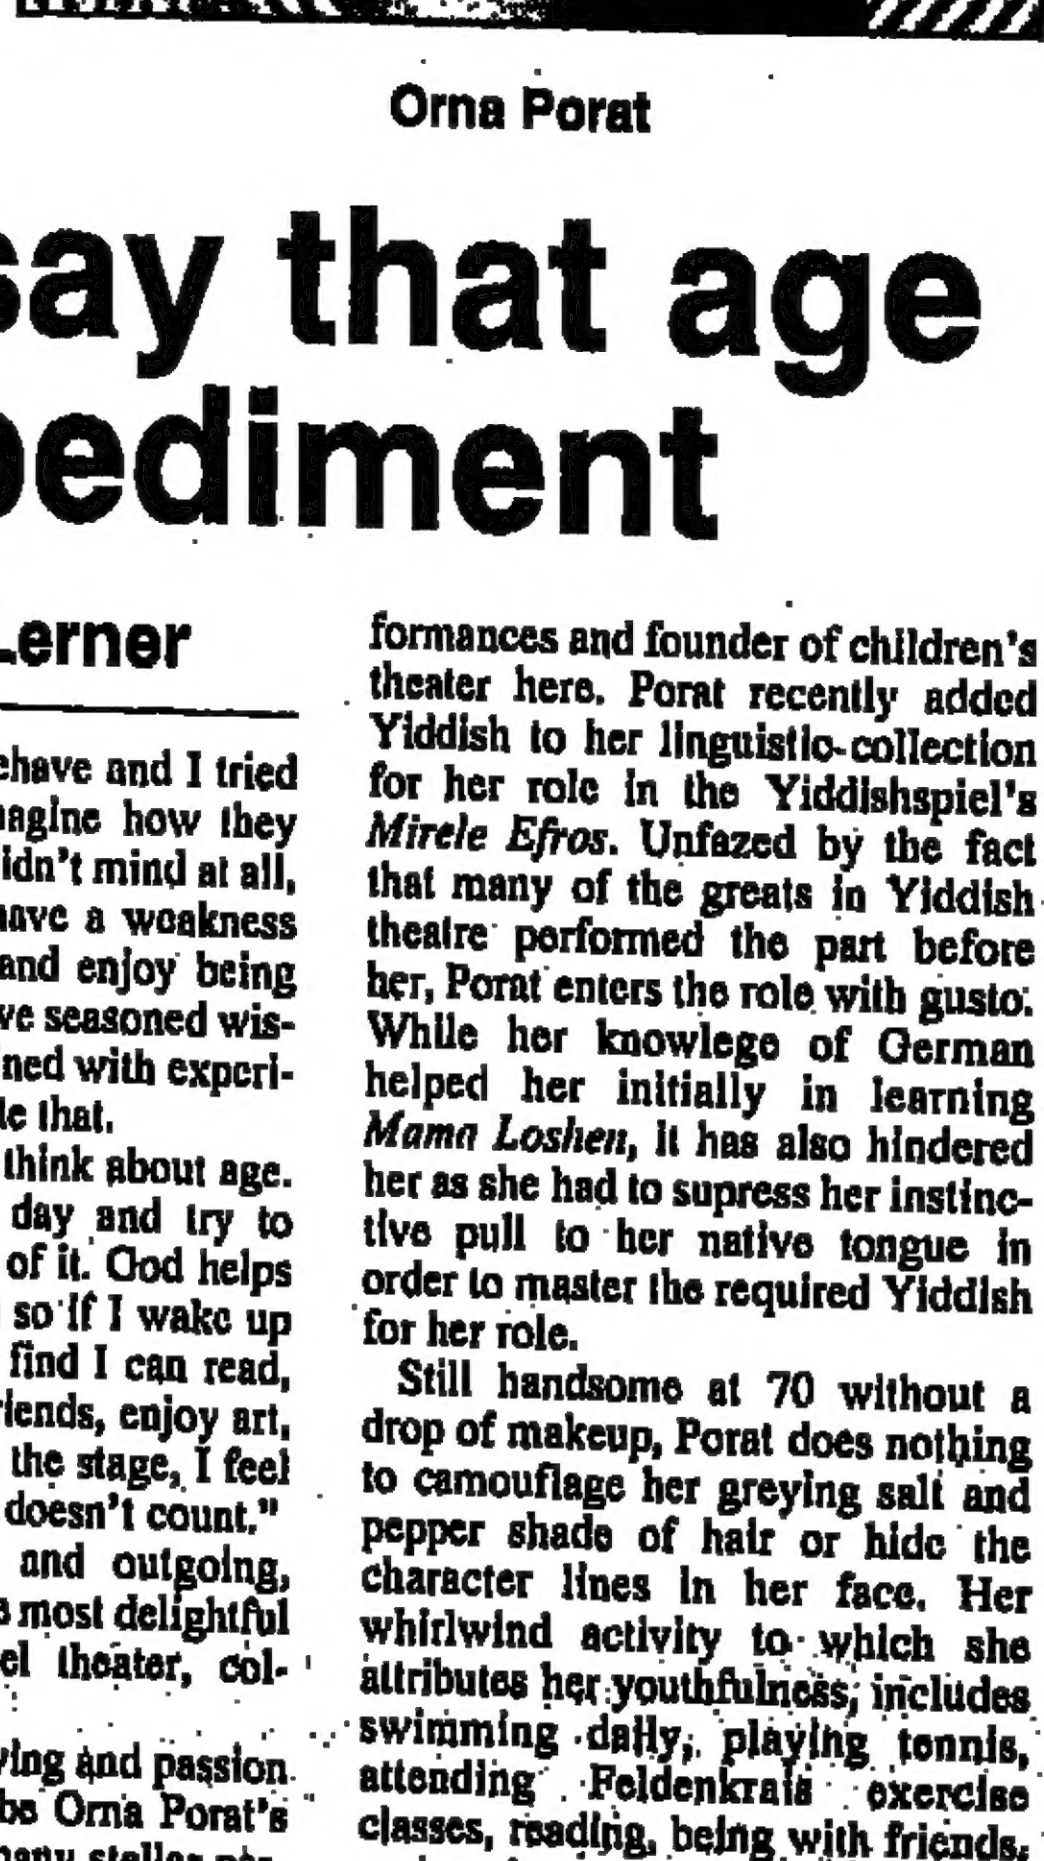 Orna Porat
say that age
pediment
Lerner
ehave and I tried
magine how they
idn't mind at all,
have a weakness
and enjoy being
ve seasoned wis-
ned with experi-
le that.
think about age.
day and try to
of it. God helps
so if I wake up
find I can read,
riends, enjoy art,
the stage, I feel
doesn't count."
and outgoing,
most delightful
el theater, col-
ving and passion
be Orna Porat's
many stellar per-
formances and founder of children's
theater here. Porat recently added
Yiddish to her linguistic collection
for her role in the Yiddishspiel's
Mirele Efros. Unfazed by the fact
that many of the greats in Yiddish
theatre performed the part before
her, Porat enters the role with gusto.
While her knowlege of German
helped her initially in learning
Mama Loshen, it has also hindered
her as she had to supress her instinc-
tive pull to her native tongue in
order to master the required Yiddish
for her role.
Still handsome at 70 without a
drop of makeup, Porat does nothing
to camouflage her greying salt and
pepper shade of hair or hide the
character lines in her face. Her
whirlwind activity to which she
attributes her youthfulness, includes
swimming daily, playing tennis,
attending Feldenkrais exercise
classes, reading, being with friends,